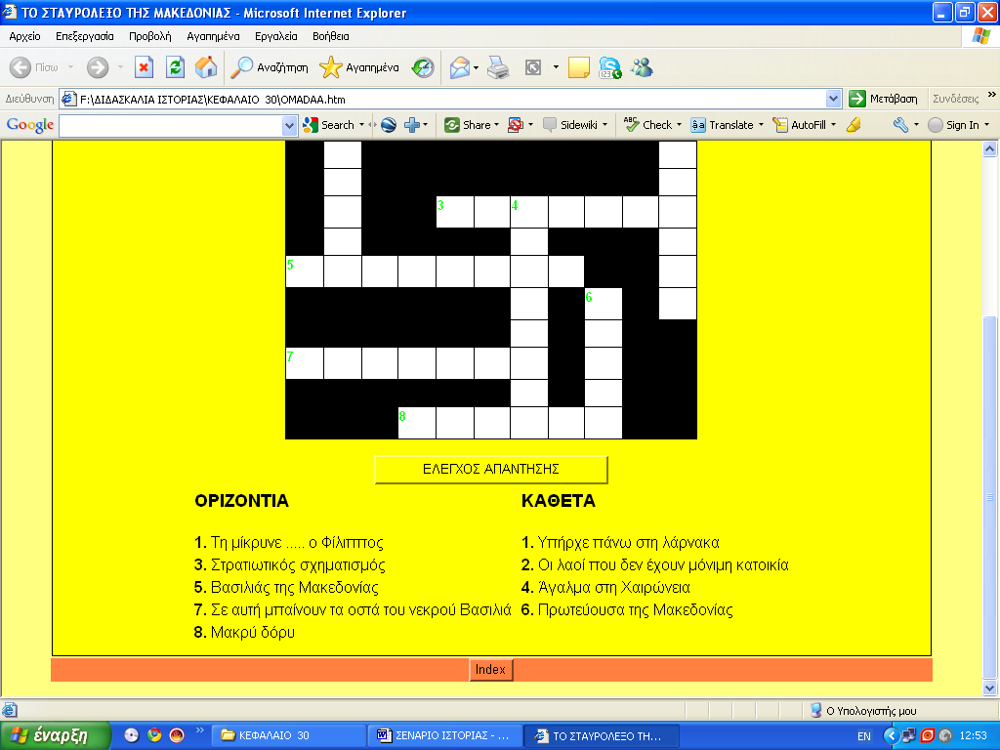 ΤΟ ΣΤΑΥΡΟΛΕΞΟ ΤΗΣ ΜΑΚΕΔΟΝΙΑΣ - Microsoft Internet Explorer
Αρχείο Επεξεργασία Προβολή Αγαπημένα Εργαλεία Βοήθεια
Πίσω Αναζήτηση Αγαπημένα
Διεύθυνση F:\ΔΙΔΑΣΚΑΛΙΑ ΙΣΤΟΡΙΑΣ\ΚΕΦΑΛΑΙΟ 30\OMADAA.htm Μετάβαση Συνδέσεις »
Google Search Share Sidewiki ABC Check Translate AutoFill Sign In
3 4
5
6
7
8
ΕΛΕΓΧΟΣ ΑΠΑΝΤΗΣΗΣ
ΟΡΙΖΟΝΤΙΑ
1. Τη μίκρυνε ..... ο Φίλιππος
3. Στρατιωτικός σχηματισμός
5. Βασιλιάς της Μακεδονίας
7. Σε αυτή μπαίνουν τα οστά του νεκρού Βασιλιά
8. Μακρύ δόρυ
ΚΑΘΕΤΑ
1. Υπήρχε πάνω στη λάρνακα
2. Οι λαοί που δεν έχουν μόνιμη κατοικία
4. Άγαλμα στη Χαιρώνεια
6. Πρωτεύουσα της Μακεδονίας
Index
Ο Υπολογιστής μου
έναρξη » ΚΕΦΑΛΑΙΟ 30 ΣΕΝΑΡΙΟ ΙΣΤΟΡΙΑΣ - ... ΤΟ ΣΤΑΥΡΟΛΕΞΟ ΤΗ... EN 12:53